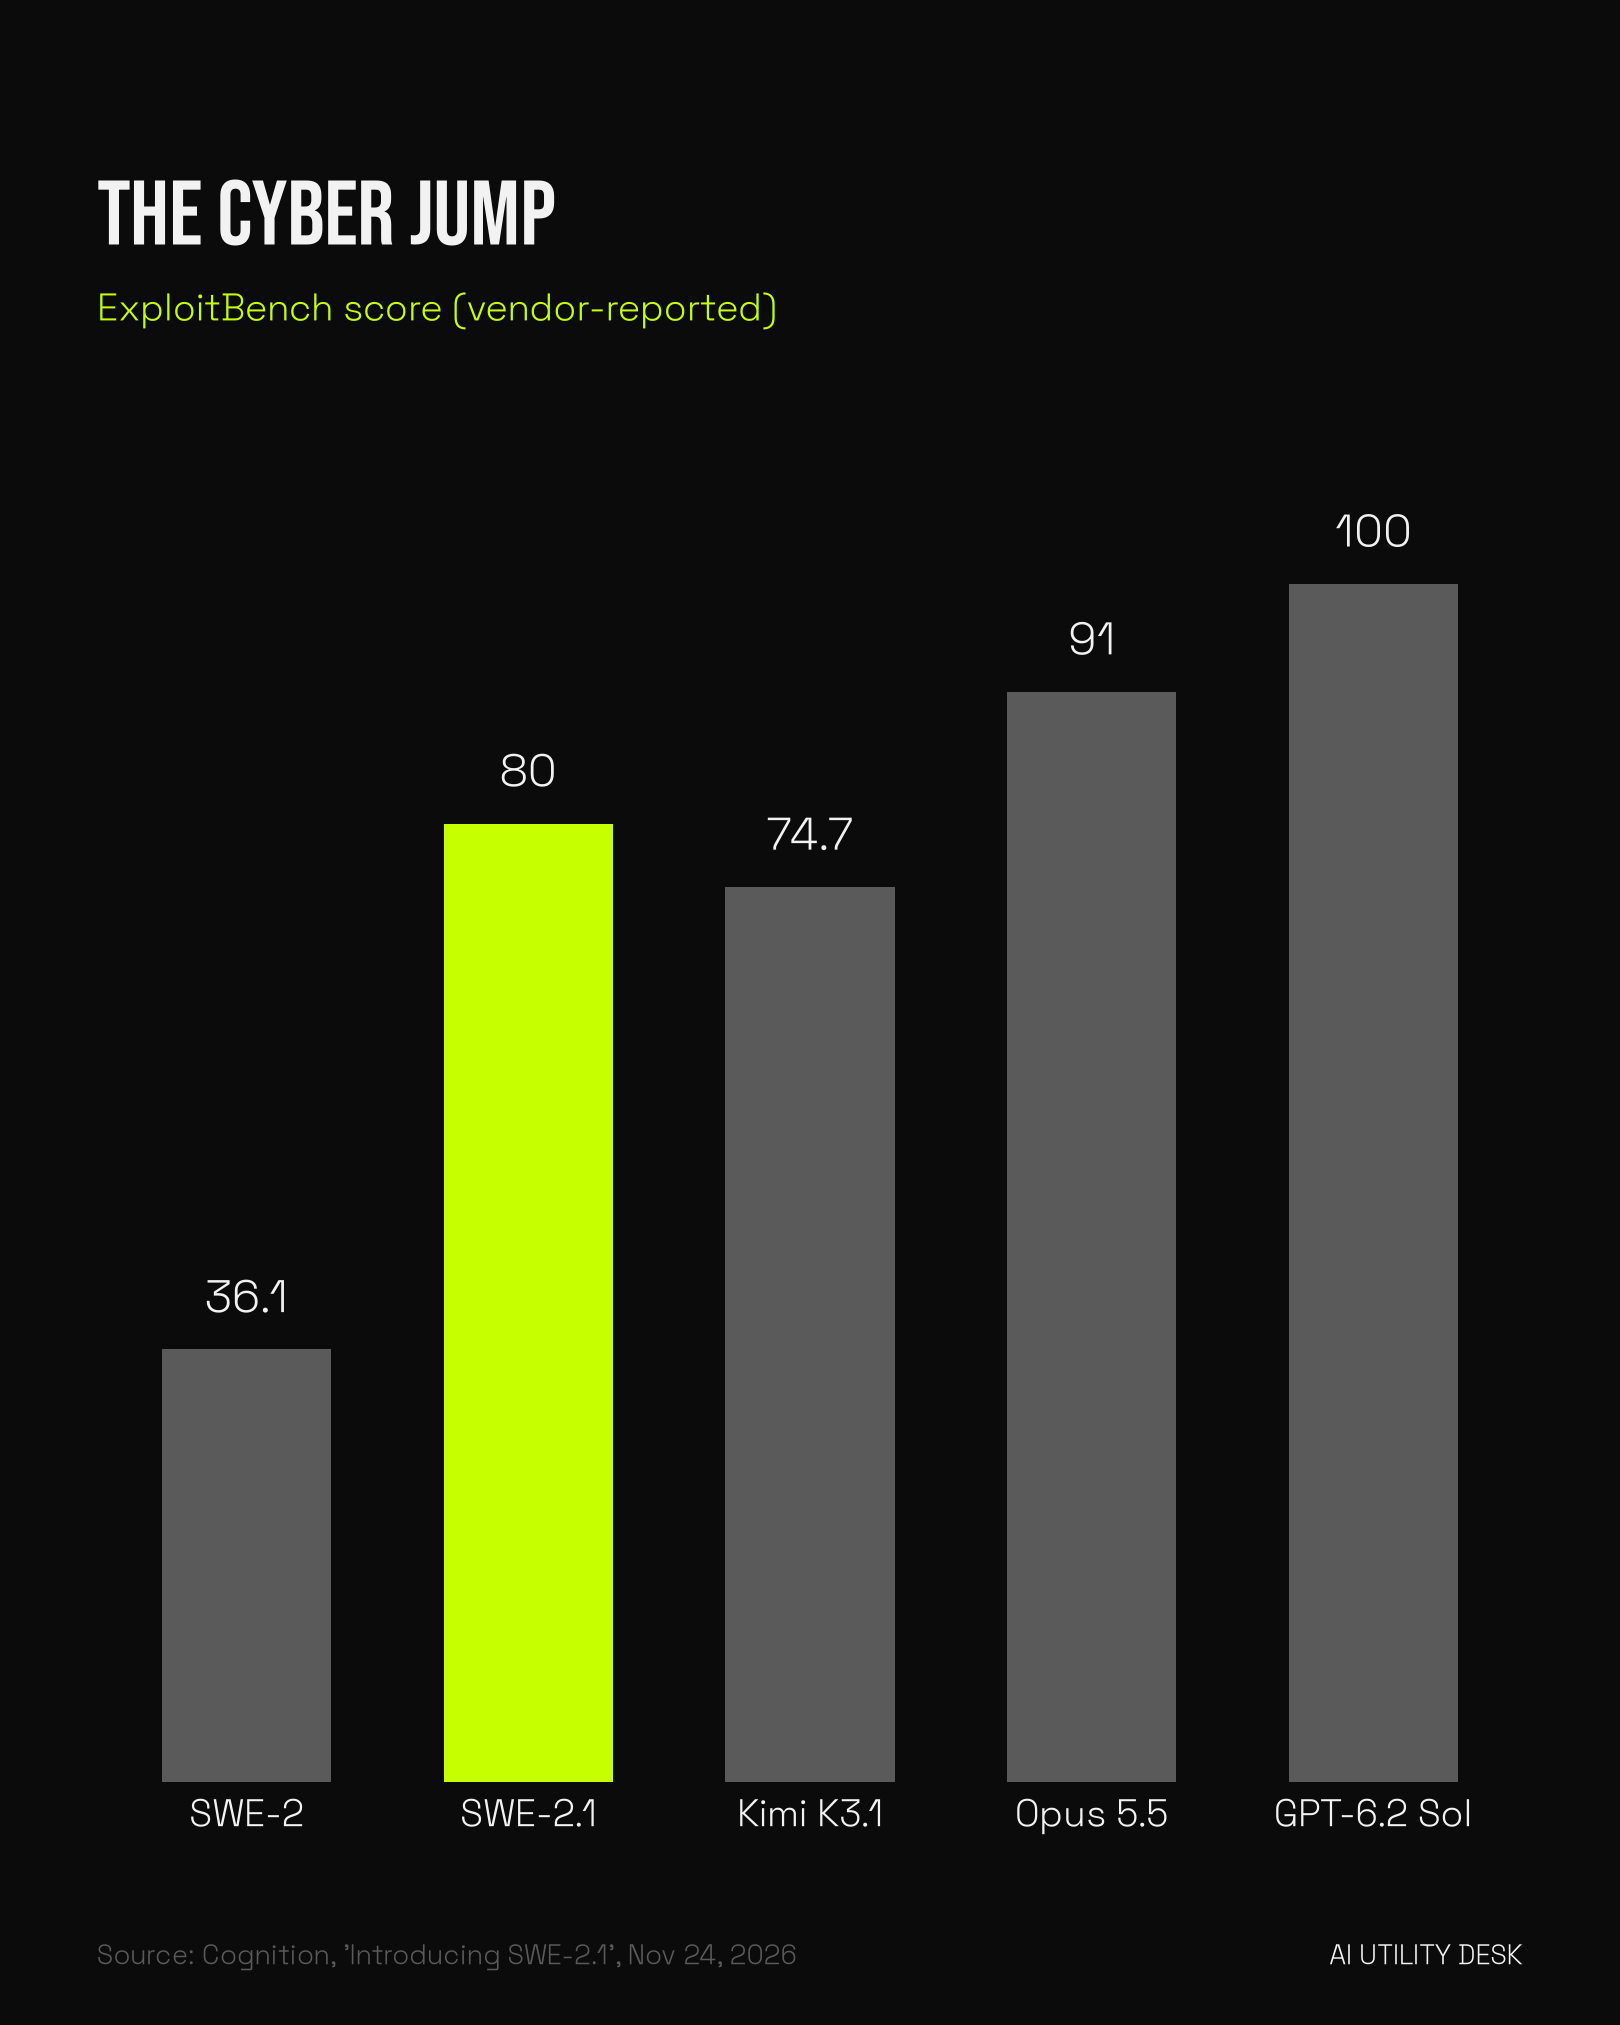 THE CYBER JUMP
ExploitBench score (vendor-reported)
100
91
80
74.7
36.1
SWE-2
SWE-2.1
Kimi K3.1
Opus 5.5
GPT-6.2 Sol
Source: Cognition, 'Introducing SWE-2.1', Nov 24, 2026
AI UTILITY DESK